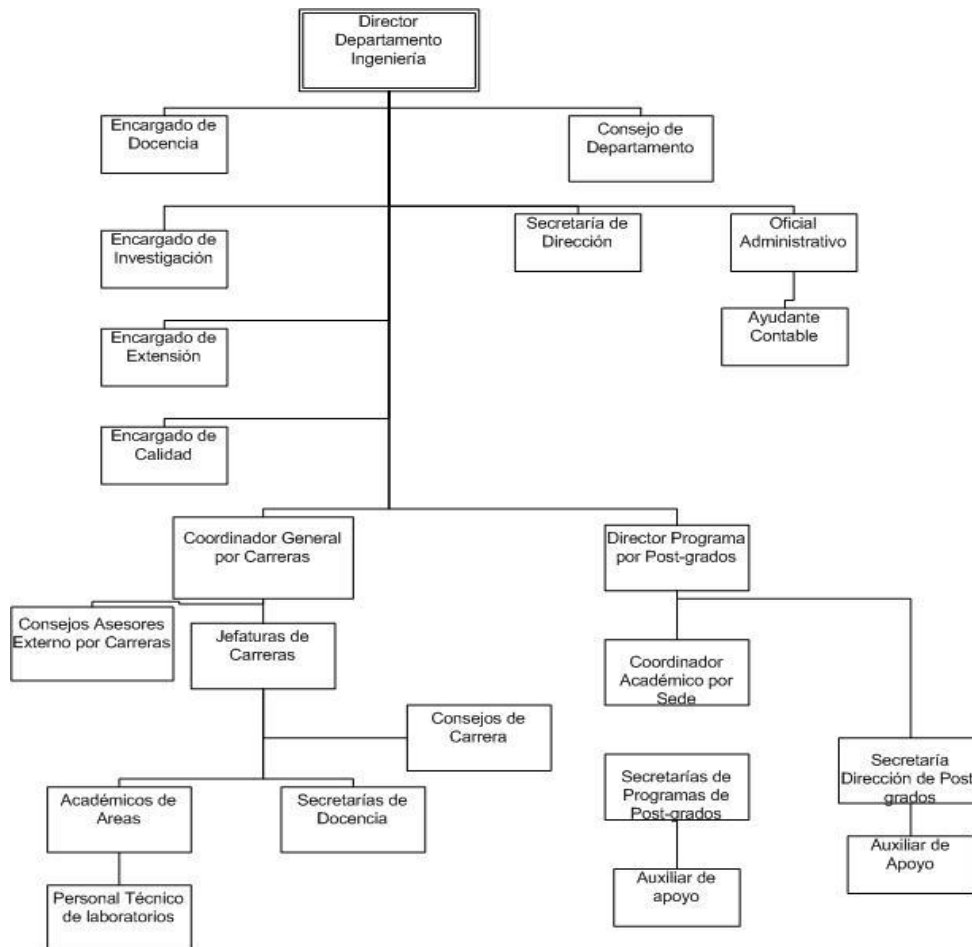 Director
Departamento
Ingeniería
Encargado de
Docencia
Consejo de
Departamento
Encargado de
Investigación
Secretaría de
Dirección
Oficial
Administrativo
Ayudante
Contable
Encargado de
Extensión
Encargado de
Calidad
Coordinador General
por Carreras
Director Programa
por Post-grados
Consejos Asesores
Externo por Carreras
Jefaturas de
Carreras
Coordinador
Académico por
Sede
Consejos de
Carrera
Académicos de
Areas
Secretarías de
Docencia
Secretarías de
Programas de
Post-grados
Secretaría
Dirección de Post
grados
Personal Técnico
de laboratorios
Auxiliar de
apoyo
Auxiliar de
Apoyo